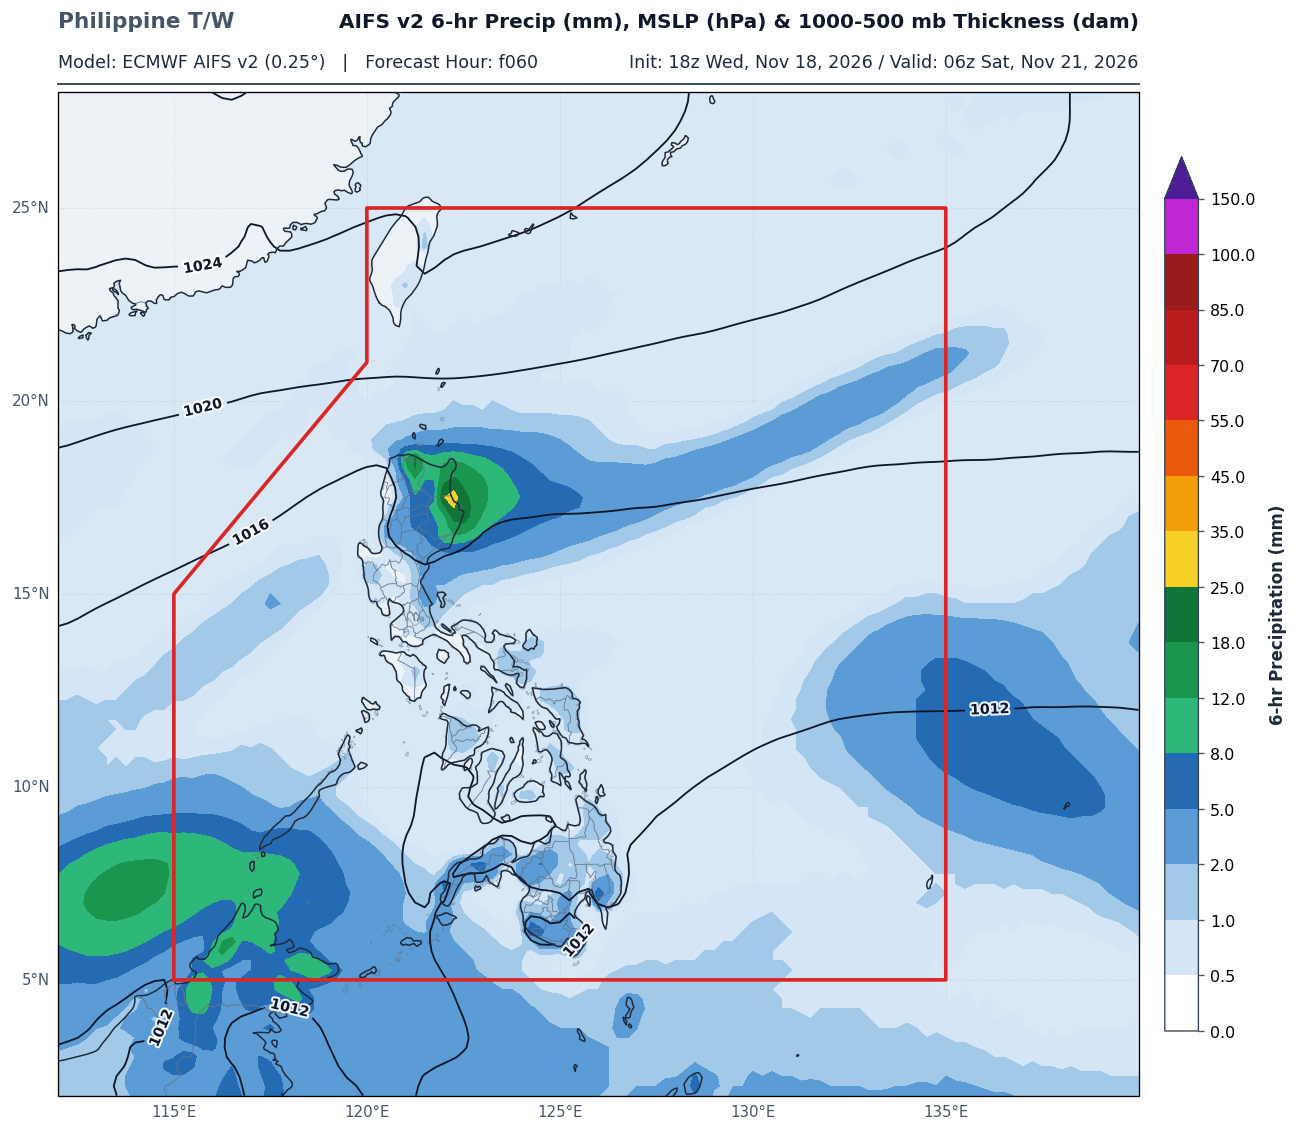 Philippine T/W
AIFS v2 6-hr Precip (mm), MSLP (hPa) & 1000-500 mb Thickness (dam)
Model: ECMWF AIFS v2 (0.25°) | Forecast Hour: f060
Init: 18z Wed, Nov 18, 2026 / Valid: 06z Sat, Nov 21, 2026
25°N
20°N
15°N
10°N
5°N
1024
1020
1016
1012
1012
1012
1012
115°E
120°E
125°E
130°E
135°E
150.0
100.0
85.0
70.0
55.0
45.0
35.0
25.0
18.0
12.0
8.0
5.0
2.0
1.0
0.5
0.0
6-hr Precipitation (mm)